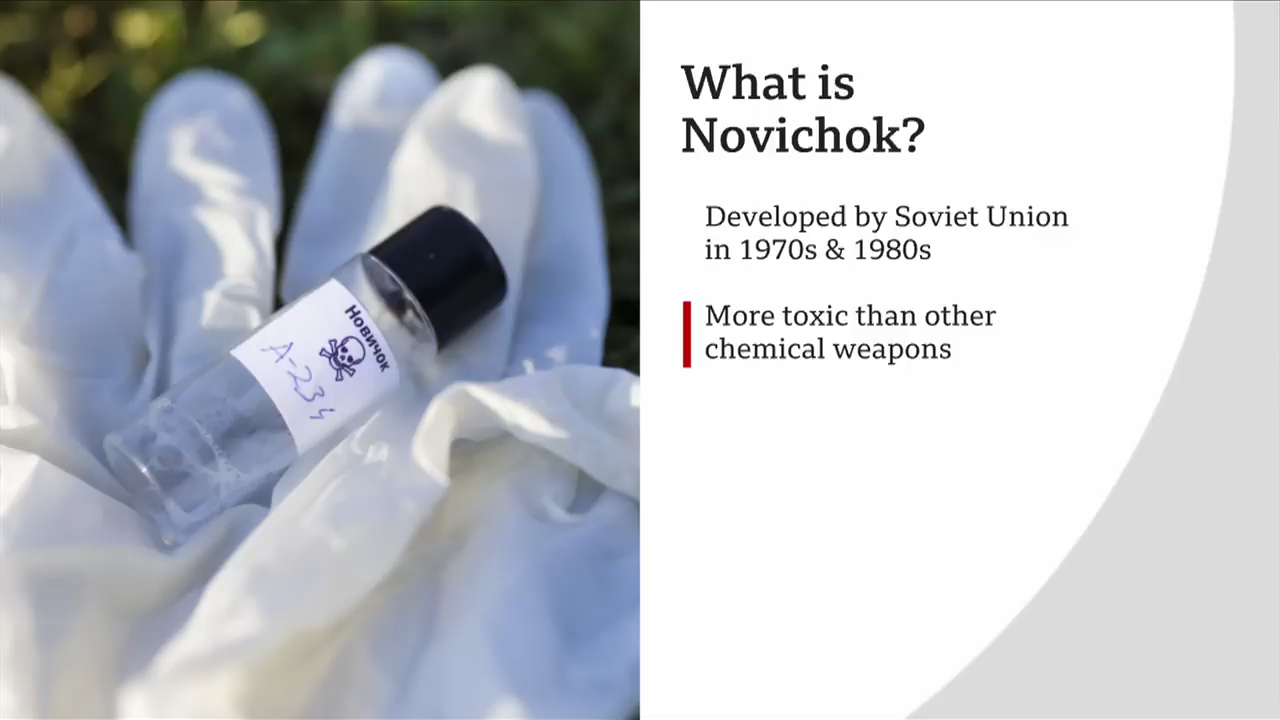 Новичок
A-234
What is
Novichok?
Developed by Soviet Union
in 1970s & 1980s
More toxic than other
chemical weapons